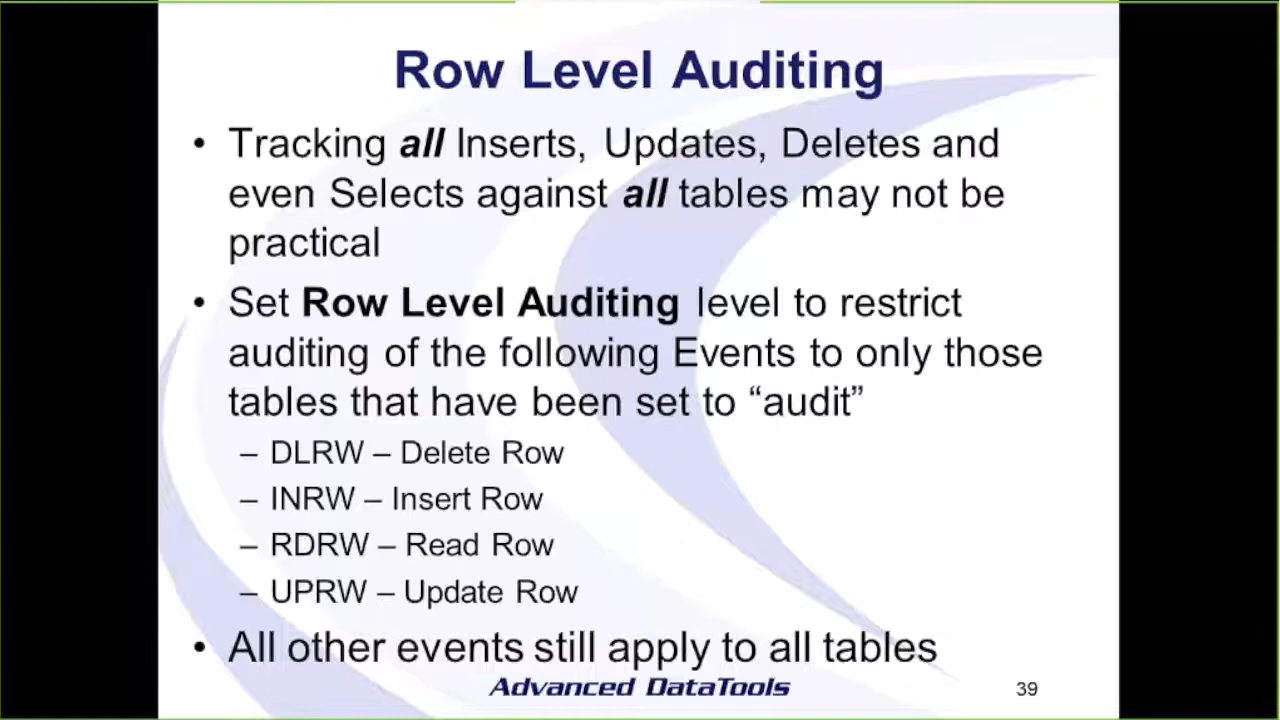 Row Level Auditing
• Tracking all Inserts, Updates, Deletes and
even Selects against all tables may not be
practical
• Set Row Level Auditing level to restrict
auditing of the following Events to only those
tables that have been set to “audit”
– DLRW – Delete Row
– INRW – Insert Row
– RDRW – Read Row
– UPRW – Update Row
• All other events still apply to all tables
Advanced DataTools
39